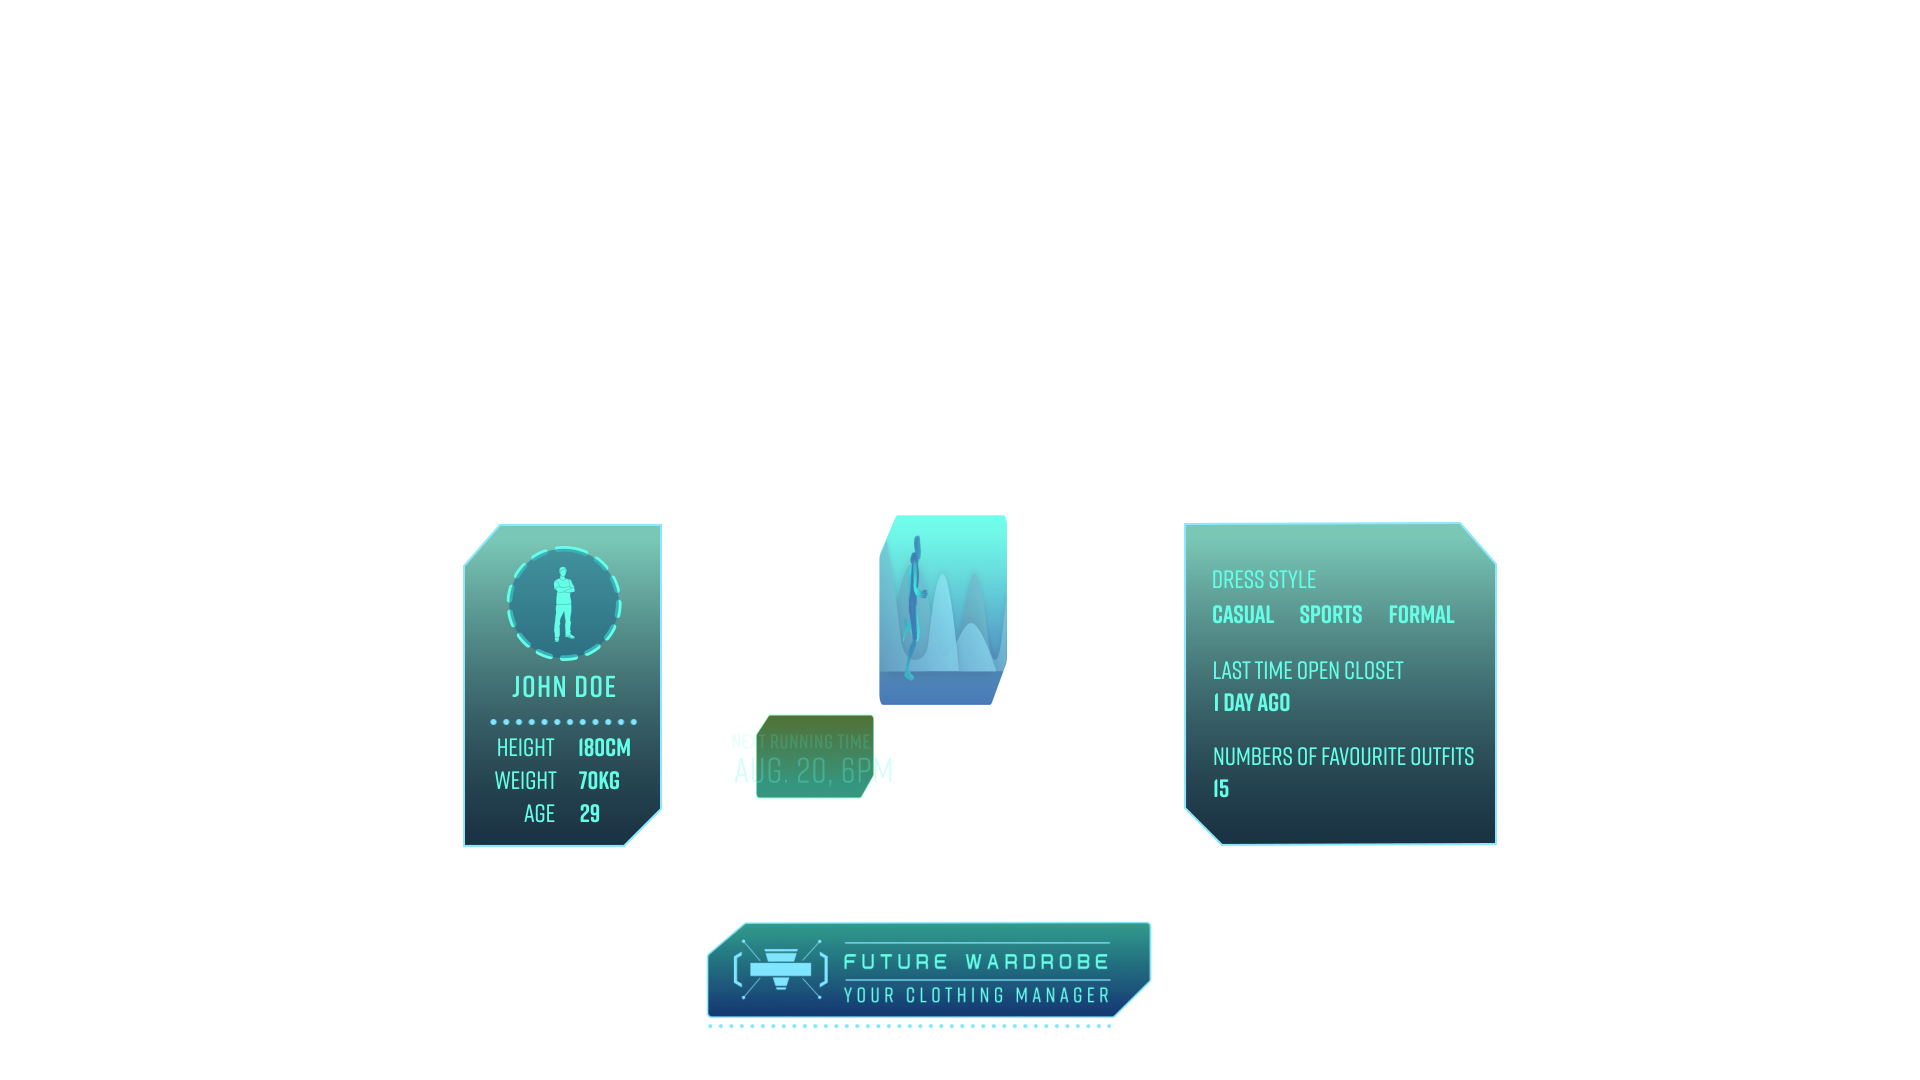 JOHN DOE
HEIGHT 180CM
WEIGHT 70KG
AGE 29
NEXT RUNNING TIME
AUG. 20, 6PM
DRESS STYLE
CASUAL SPORTS FORMAL
LAST TIME OPEN CLOSET
1 DAY AGO
NUMBERS OF FAVOURITE OUTFITS
15
FUTURE WARDROBE
YOUR CLOTHING MANAGER